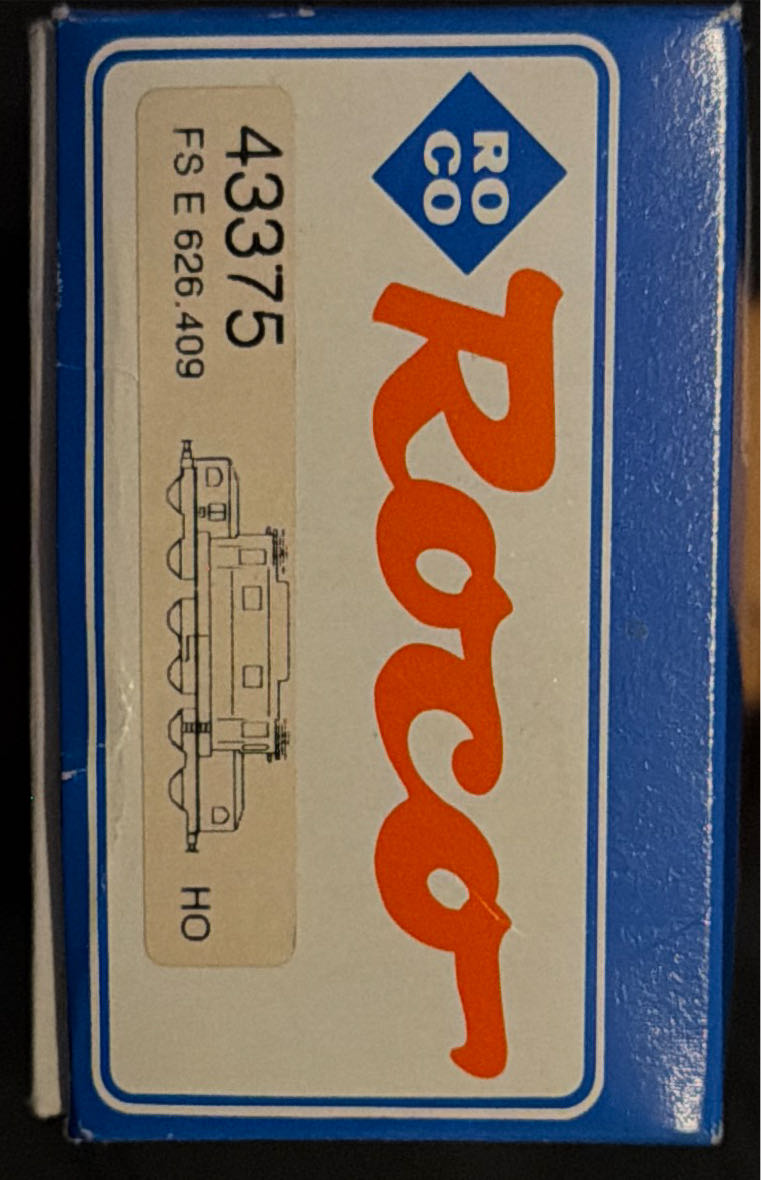 RO
CO
Roco
43375
FS E 626.409
HO